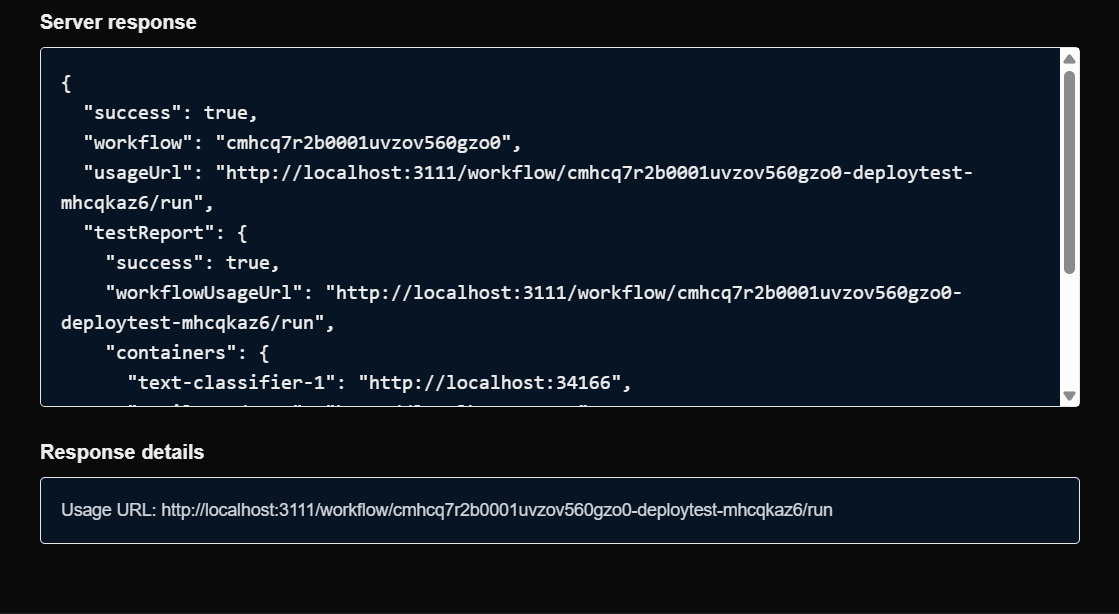 Server response
{
"success": true,
"workflow": "cmhcq7r2b0001uvzov560gzo0",
"usageUrl": "http://localhost:3111/workflow/cmhcq7r2b0001uvzov560gzo0-deploytest-
mhcqkaz6/run",
"testReport": {
"success": true,
"workflowUsageUrl": "http://localhost:3111/workflow/cmhcq7r2b0001uvzov560gzo0-
deploytest-mhcqkaz6/run",
"containers": {
"text-classifier-1": "http://localhost:34166",
Response details
Usage URL: http://localhost:3111/workflow/cmhcq7r2b0001uvzov560gzo0-deploytest-mhcqkaz6/run